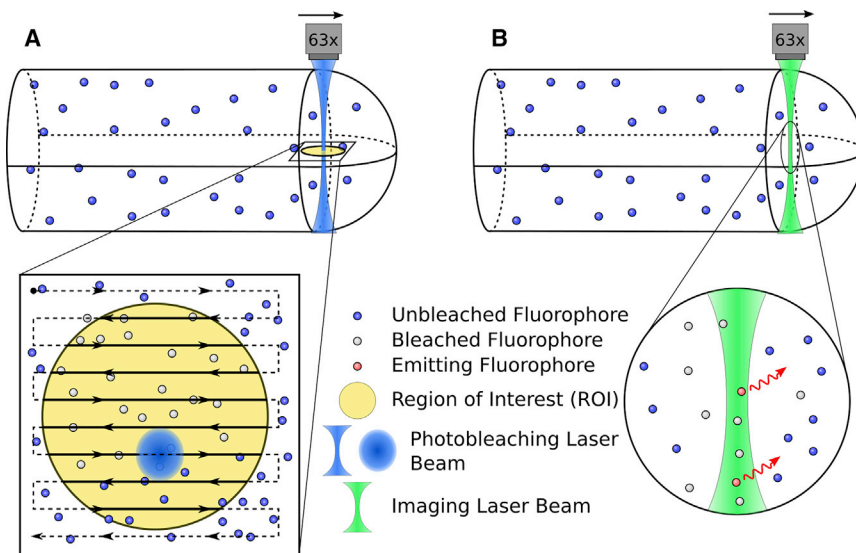 A
63x
B
63x
Unbleached Fluorophore
Bleached Fluorophore
Emitting Fluorophore
Region of Interest (ROI)
Photobleaching Laser
Beam
Imaging Laser Beam